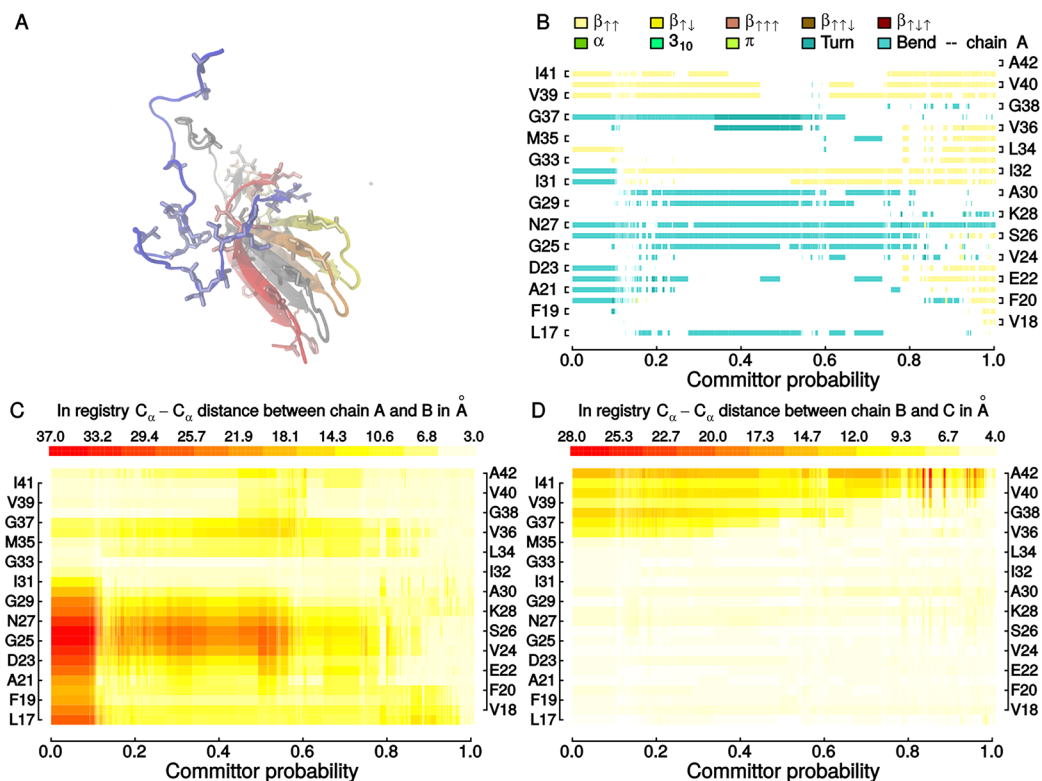 A
B
β↑↑ β↑↓ β↑↑↑ β↑↑↓ β↑↓↑
α 3₁₀ π Turn Bend -- chain A
A42
I41
V40
V39
G38
G37
V36
M35
L34
G33
I32
I31
A30
G29
K28
N27
S26
G25
V24
D23
E22
A21
F20
F19
V18
L17
0.0 0.2 0.4 0.6 0.8 1.0
Committor probability
C
In registry Cα – Cα distance between chain A and B in Å
37.0 33.2 29.4 25.7 21.9 18.1 14.3 10.6 6.8 3.0
A42
I41
V40
V39
G38
G37
V36
M35
L34
G33
I32
I31
A30
G29
K28
N27
S26
G25
V24
D23
E22
A21
F20
F19
V18
L17
0.0 0.2 0.4 0.6 0.8 1.0
Committor probability
D
In registry Cα – Cα distance between chain B and C in Å
28.0 25.3 22.7 20.0 17.3 14.7 12.0 9.3 6.7 4.0
A42
I41
V40
V39
G38
G37
V36
M35
L34
G33
I32
I31
A30
G29
K28
N27
S26
G25
V24
D23
E22
A21
F20
F19
V18
L17
0.0 0.2 0.4 0.6 0.8 1.0
Committor probability